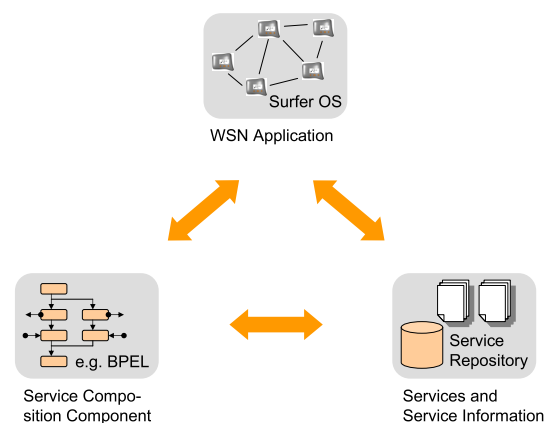 Surfer OS
WSN Application
e.g. BPEL
Service Compo-
sition Component
Service
Repository
Services and
Service Information